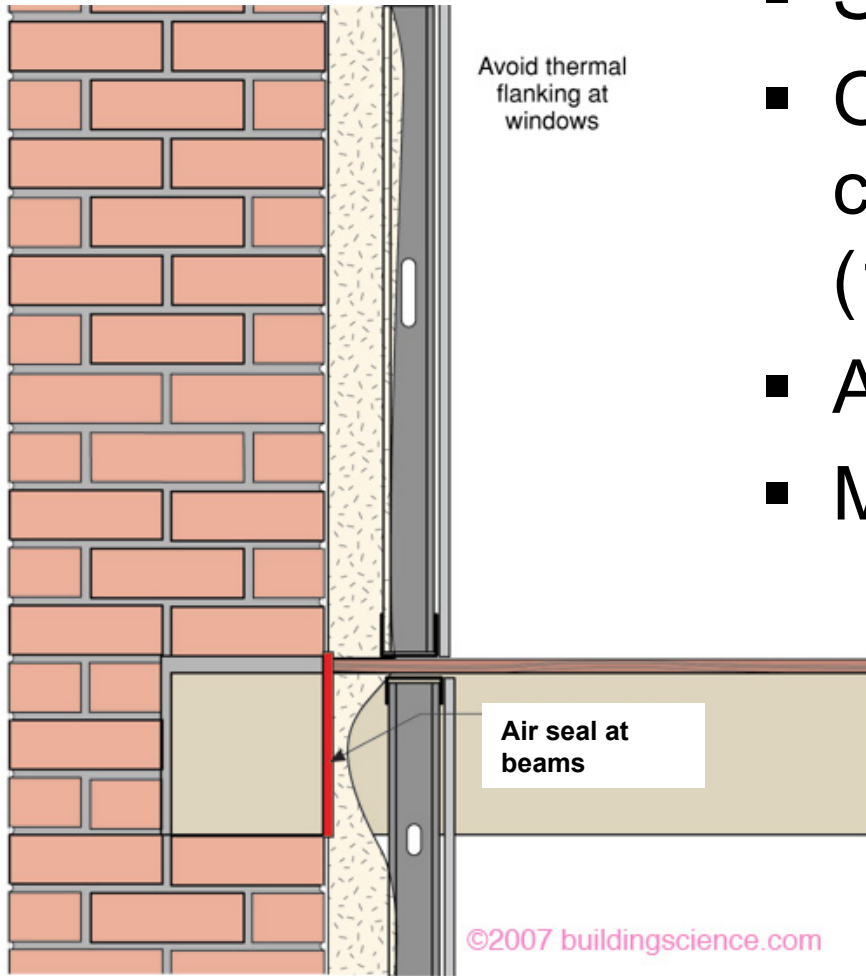 Avoid thermal
flanking at
windows
Air seal at
beams
©2007 buildingscience.com